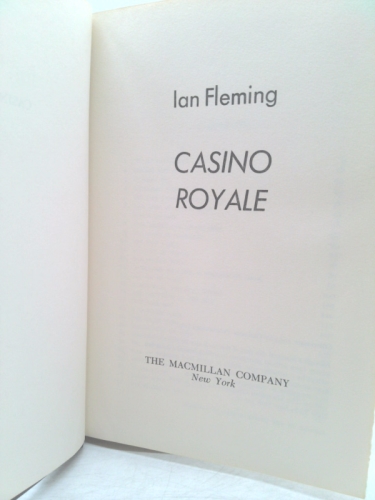 Ian Fleming
CASINO
ROYALE
THE MACMILLAN COMPANY
New York